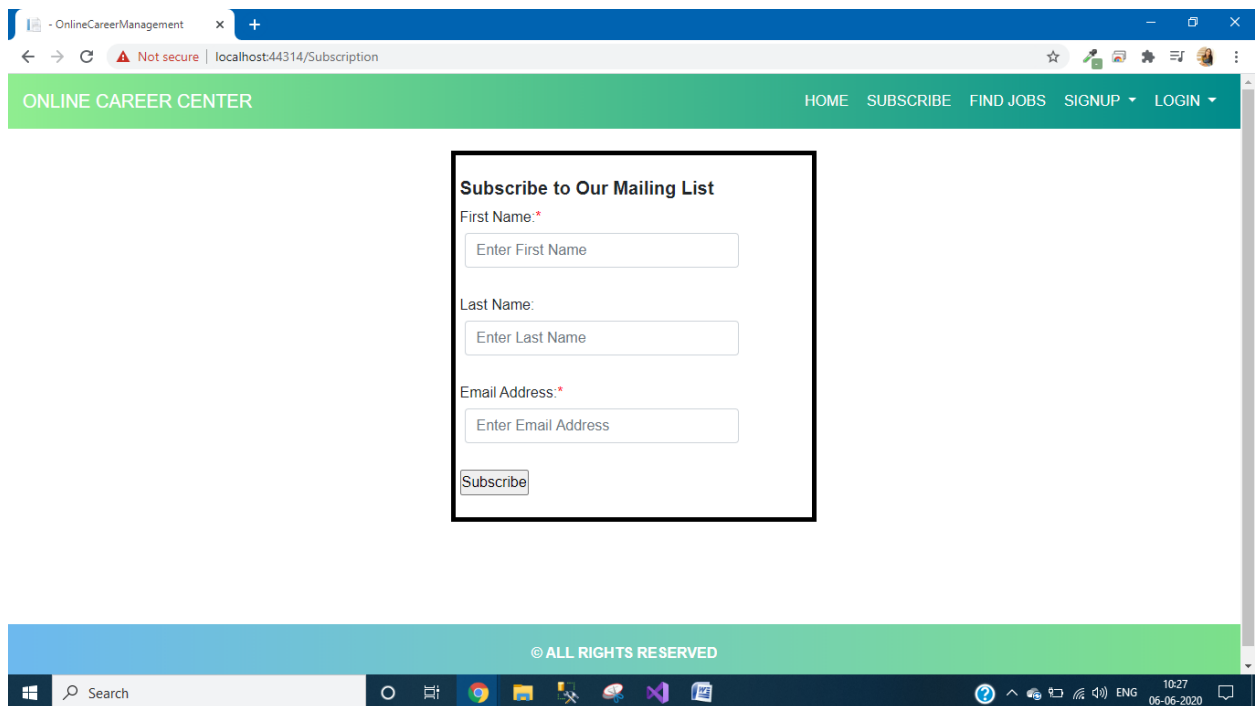 - OnlineCareerManagement
Not secure | localhost:44314/Subscription
ONLINE CAREER CENTER HOME SUBSCRIBE FIND JOBS SIGNUP LOGIN
Subscribe to Our Mailing List
First Name:*
Enter First Name
Last Name:
Enter Last Name
Email Address:*
Enter Email Address
Subscribe
© ALL RIGHTS RESERVED
Search ENG 10:27
06-06-2020